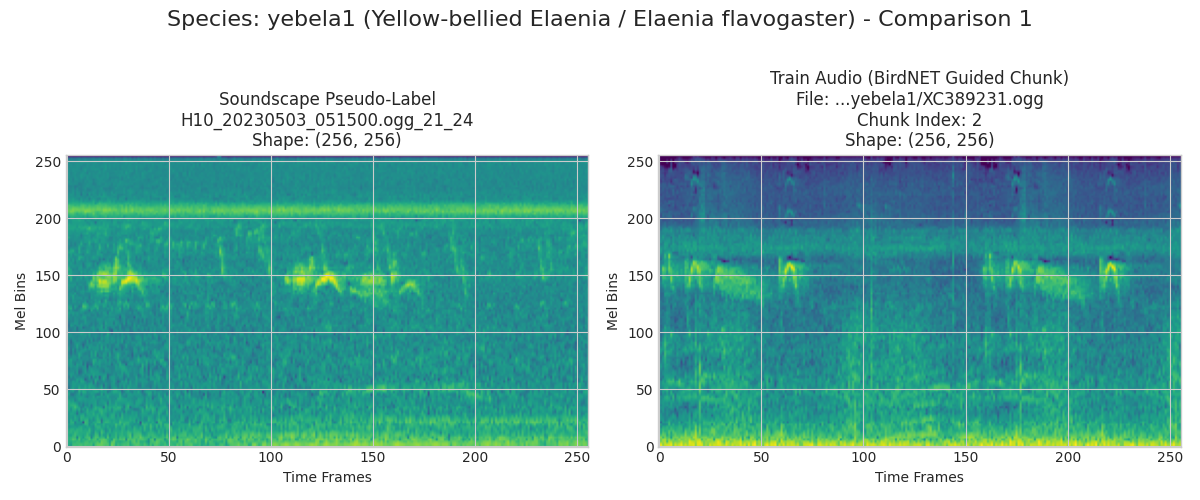 Species: yebela1 (Yellow-bellied Elaenia / Elaenia flavogaster) - Comparison 1
Soundscape Pseudo-Label
H10_20230503_051500.ogg_21_24
Shape: (256, 256)
250
200
150
100
50
0
Mel Bins
0 50 100 150 200 250
Time Frames
Train Audio (BirdNET Guided Chunk)
File: ...yebela1/XC389231.ogg
Chunk Index: 2
Shape: (256, 256)
250
200
150
100
50
0
Mel Bins
0 50 100 150 200 250
Time Frames